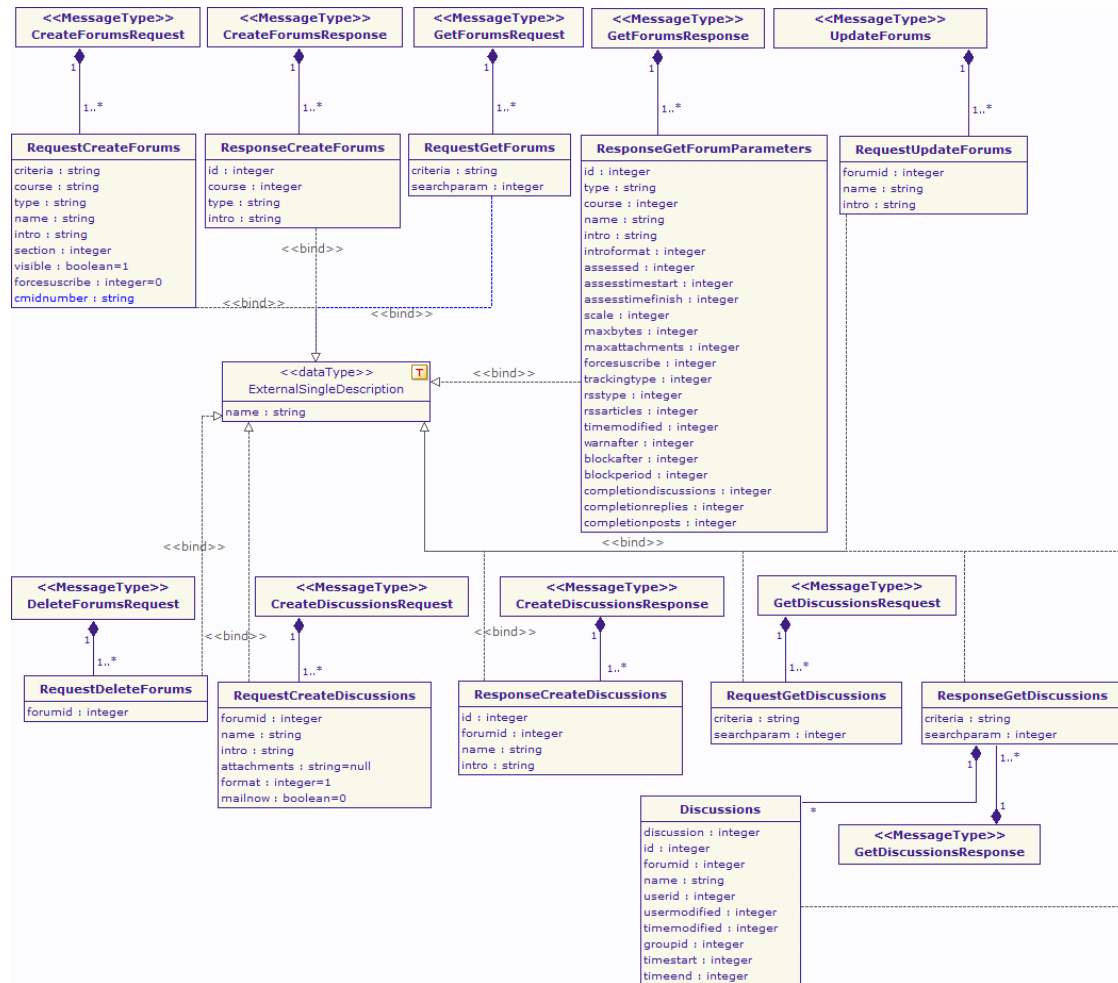 <<MessageType>>
CreateForumsRequest
<<MessageType>>
CreateForumsResponse
<<MessageType>>
GetForumsRequest
<<MessageType>>
GetForumsResponse
<<MessageType>>
UpdateForums
1
1
1
1
1
1..*
1..*
1..*
1..*
1..*
RequestCreateForums
criteria : string
course : string
type : string
name : string
intro : string
section : integer
visible : boolean=1
forcesuscribe : integer=0
cmidnumber : string
ResponseCreateForums
id : integer
course : integer
type : string
intro : string
RequestGetForums
criteria : string
searchparam : integer
ResponseGetForumParameters
id : integer
type : string
course : integer
name : string
intro : string
introformat : integer
assessed : integer
assesstimestart : integer
assesstimefinish : integer
scale : integer
maxbytes : integer
maxattachments : integer
forcesuscribe : integer
trackingtype : integer
rsstype : integer
rssarticles : integer
timemodified : integer
warnafter : integer
blockafter : integer
blockperiod : integer
completiondiscussions : integer
completionreplies : integer
completionposts : integer
RequestUpdateForums
forumid : integer
name : string
intro : string
<<bind>>
<<bind>>
<<bind>>
<<dataType>>
ExternalSingleDescription
T
name : string
<<bind>>
<<bind>>
<<bind>>
<<MessageType>>
DeleteForumsRequest
<<MessageType>>
CreateDiscussionsRequest
<<MessageType>>
CreateDiscussionsResponse
<<MessageType>>
GetDiscussionsResquest
1
1
1
1
<<bind>>
<<bind>>
1..*
1..*
1..*
1..*
RequestDeleteForums
forumid : integer
RequestCreateDiscussions
forumid : integer
name : string
intro : string
attachments : string=null
format : integer=1
mailnow : boolean=0
ResponseCreateDiscussions
id : integer
forumid : integer
name : string
intro : string
RequestGetDiscussions
criteria : string
searchparam : integer
ResponseGetDiscussions
criteria : string
searchparam : integer
1
1..*
*
1
Discussions
discussion : integer
id : integer
forumid : integer
name : string
userid : integer
usermodified : integer
timemodified : integer
groupid : integer
timestart : integer
timeend : integer
<<MessageType>>
GetDiscussionsResponse